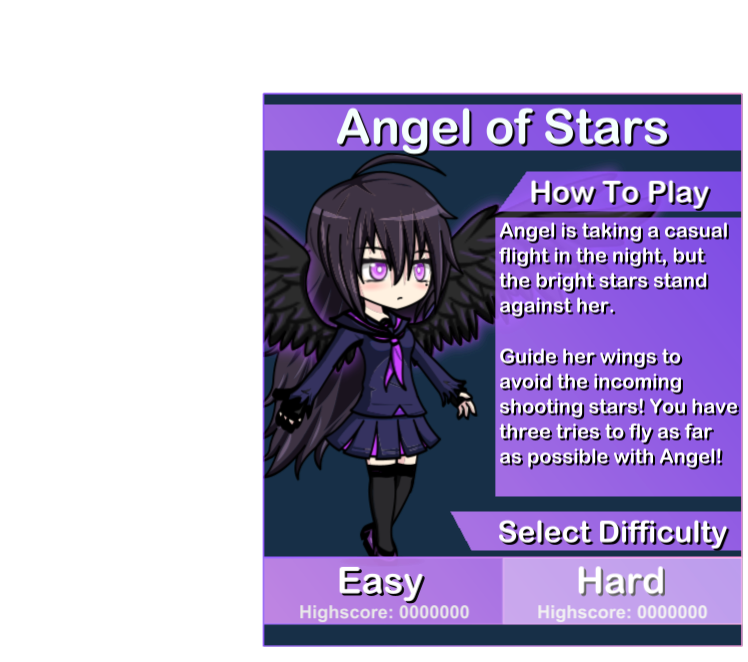 Angel of Stars
How To Play
Angel is taking a casual
flight in the night, but
the bright stars stand
against her.
Guide her wings to
avoid the incoming
shooting stars! You have
three tries to fly as far
as possible with Angel!
Select Difficulty
Easy
Highscore: 0000000
Hard
Highscore: 0000000